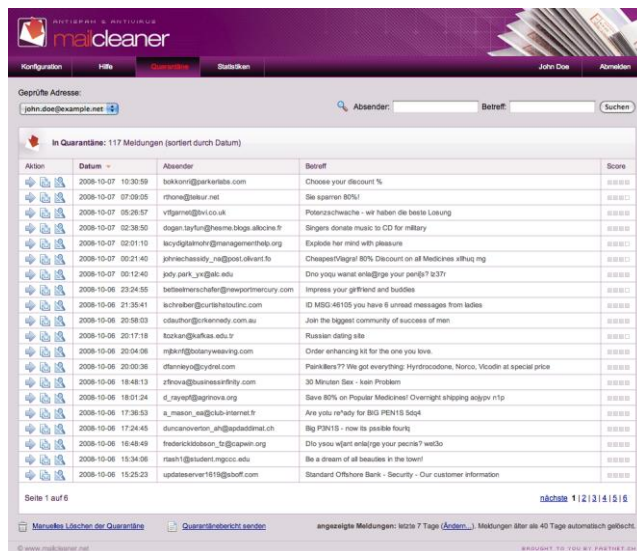 ANTISPAM & ANTIVIRUS
mailcleaner
Konfiguration Hilfe Quarantäne Statistiken John Doe Abmelden
Geprüfte Adresse:
john.doe@example.net Absender: Betreff: Suchen
In Quarantäne: 117 Meldungen (sortiert durch Datum)
Aktion Datum Absender Betreff Score
2008-10-07 10:30:59 bokkonri@parkerlabs.com Choose your discount %
2008-10-07 07:09:05 rthone@telsur.net Sie sparen 80%!
2008-10-07 05:26:57 vtfgarnet@tivi.co.uk Potenzschwache - wir haben die beste Losung
2008-10-07 02:38:50 dogan.tayfun@hesme.blogs.allocine.fr Singers donate music to CD for military
2008-10-07 02:01:10 lacydigitalmohr@managementhelp.org Explode her mind with pleasure
2008-10-07 00:21:40 johniechassidy_na@post.olivant.fo CheapestViagra! 80% Discount on all Medicines xllhuq mg
2008-10-07 00:12:40 jody.park_yx@alc.edu Dno yoqu wanat enla@rge your pen[s? lz37r
2008-10-06 23:24:55 betteelmerschafer@newportmercury.com Impress your girlfriend and buddies
2008-10-06 21:35:41 ischreiber@curtishstoutinc.com ID MSG:46105 you have 6 unread messages from ladies
2008-10-06 20:58:03 cdauthor@crkennedy.com.au Join the biggest community of success of men
2008-10-06 20:17:18 ltozkan@kafkas.edu.tr Russian dating site
2008-10-06 20:04:06 mjbknf@botanyweaving.com Order enhancing kit for the one you love.
2008-10-06 20:00:36 dfannieyo@cydrel.com Painkillers?? We got everything: Hydrocodone, Norco, Vicodin at special price
2008-10-06 18:48:13 zfinova@businessinfinity.com 30 Minuten Sex - kein Problem
2008-10-06 18:01:24 d_rayepf@agrinova.org Save 80% on Popular Medicines! Overnight shipping aojypv n1p
2008-10-06 17:36:53 a_mason_ea@club-internet.fr Are yolu re^ady for BIG PEN1S 5dq4
2008-10-06 17:24:45 duncanoverton_ah@apdaddimat.ch Big P3N1S - now its pssible fourtq
2008-10-06 16:48:49 frederickidobson_fz@capwin.org D!o ysou w[art enla(rge your pecnis? wet3o
2008-10-06 15:34:06 rtash1@student.mgccc.edu Be a dream of all beauties in the town!
2008-10-06 15:25:23 updateserver1619@sboff.com Standard Offshore Bank - Security - Our customer information
Seite 1 auf 6 nächste 1 | 2 | 3 | 4 | 5 | 6
Manuelles Löschen der Quarantäne Quarantänebericht senden angezeigte Meldungen: letzte 7 Tage (Ändern...). Meldungen älter als 40 Tage automatisch gelöscht.
© www.mailcleaner.net BROUGHT TO YOU BY FASTNET.CH